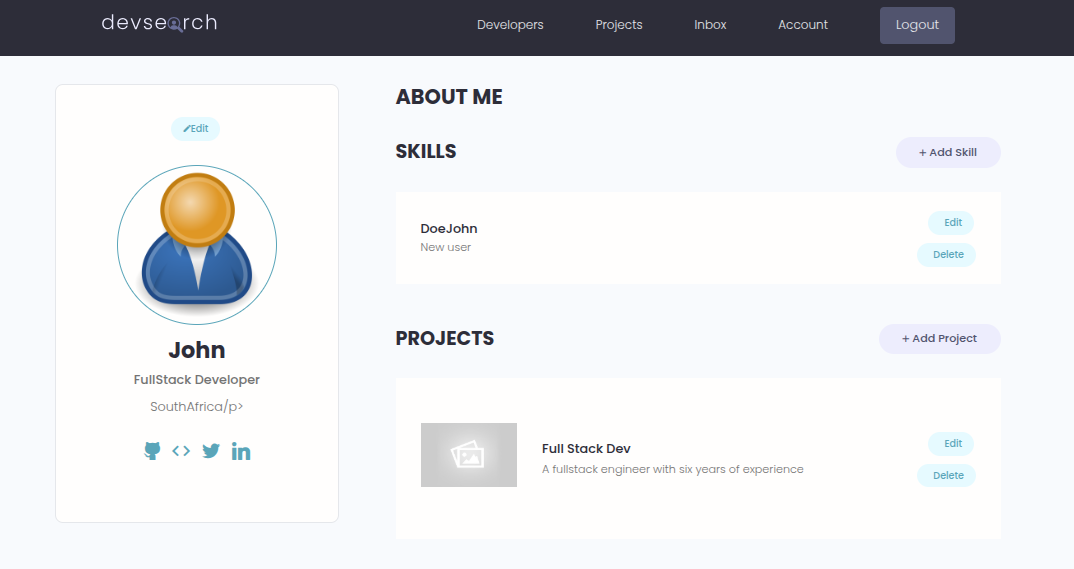 devsearch
Developers
Projects
Inbox
Account
Logout
Edit
John
FullStack Developer
SouthAfrica/p>
ABOUT ME
SKILLS
+ Add Skill
DoeJohn
New user
Edit
Delete
PROJECTS
+ Add Project
Full Stack Dev
A fullstack engineer with six years of experience
Edit
Delete